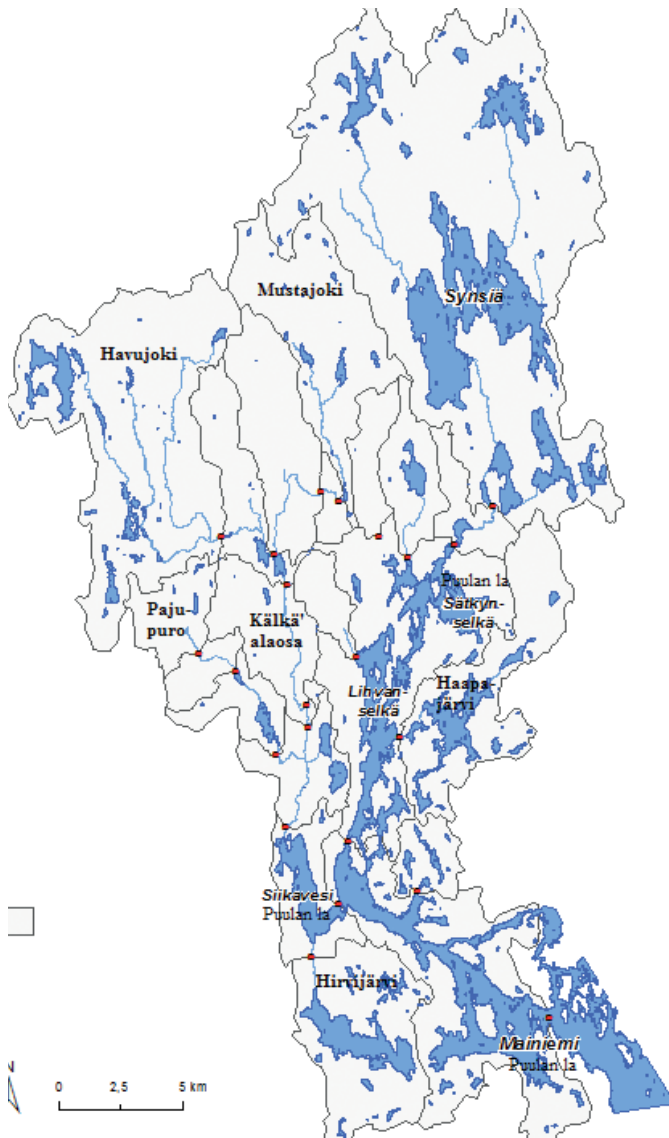 Synsiä
Mustajoki
Havujoki
Puulan la
Sätkyn-
selkä
Paju-
puro
Kälkä'
alaosa
Haapa-
järvi
Lihvan-
selkä
Siikavesi
Puulan la
Hirvijärvi
Mainiemi
Puulan la
N
0 2,5 5 km